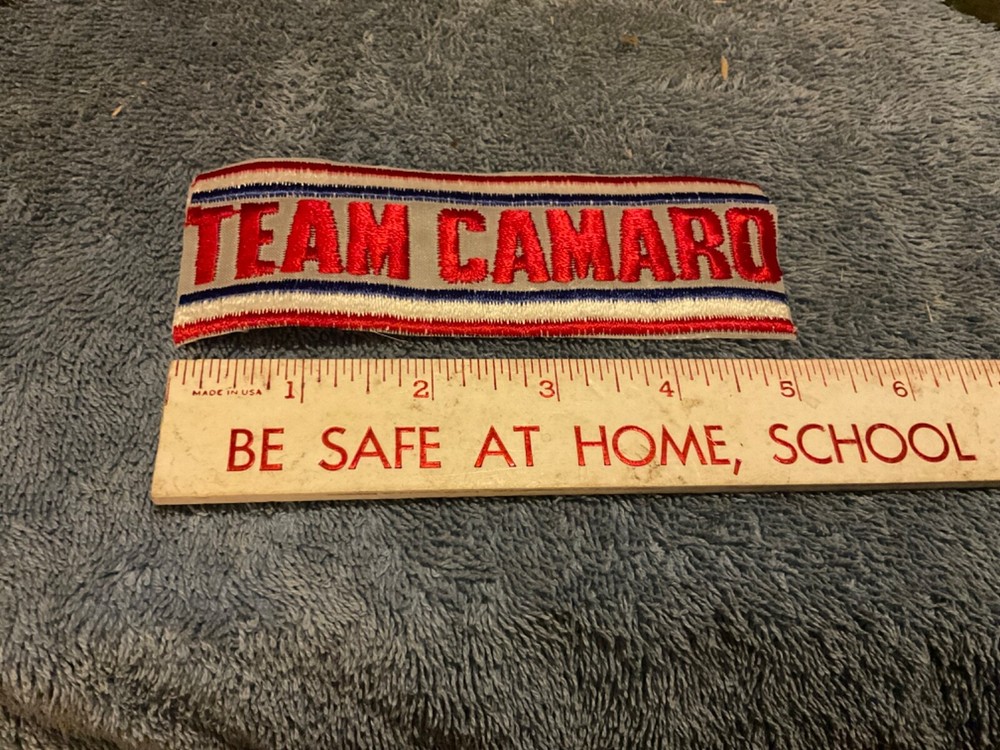 TEAM CAMARO
1 2 3 4 5 6
MADE IN USA
BE SAFE AT HOME, SCHOOL